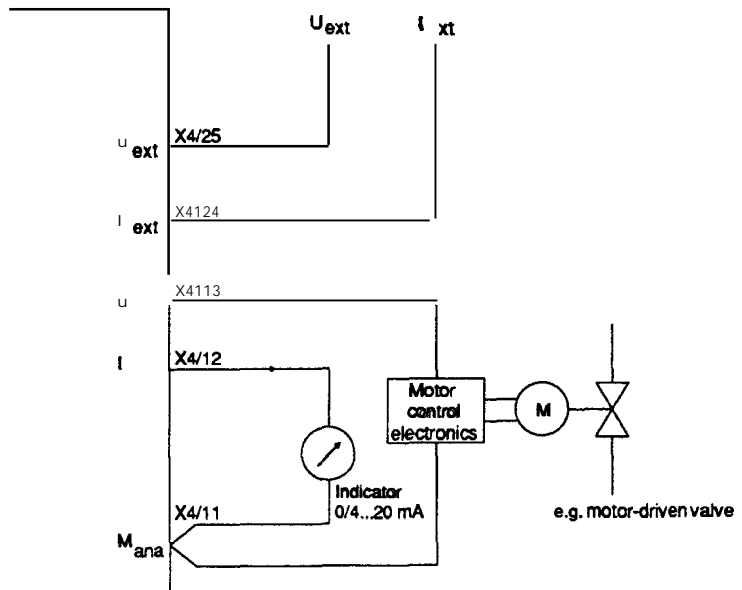 Uext
I xt
u ext
X4/25
I ext
X4124
u
X4113
I
X4/12
Motor
control
electronics
M
Indicator
0/4...20 mA
X4/11
Mana
e.g. motor-driven valve